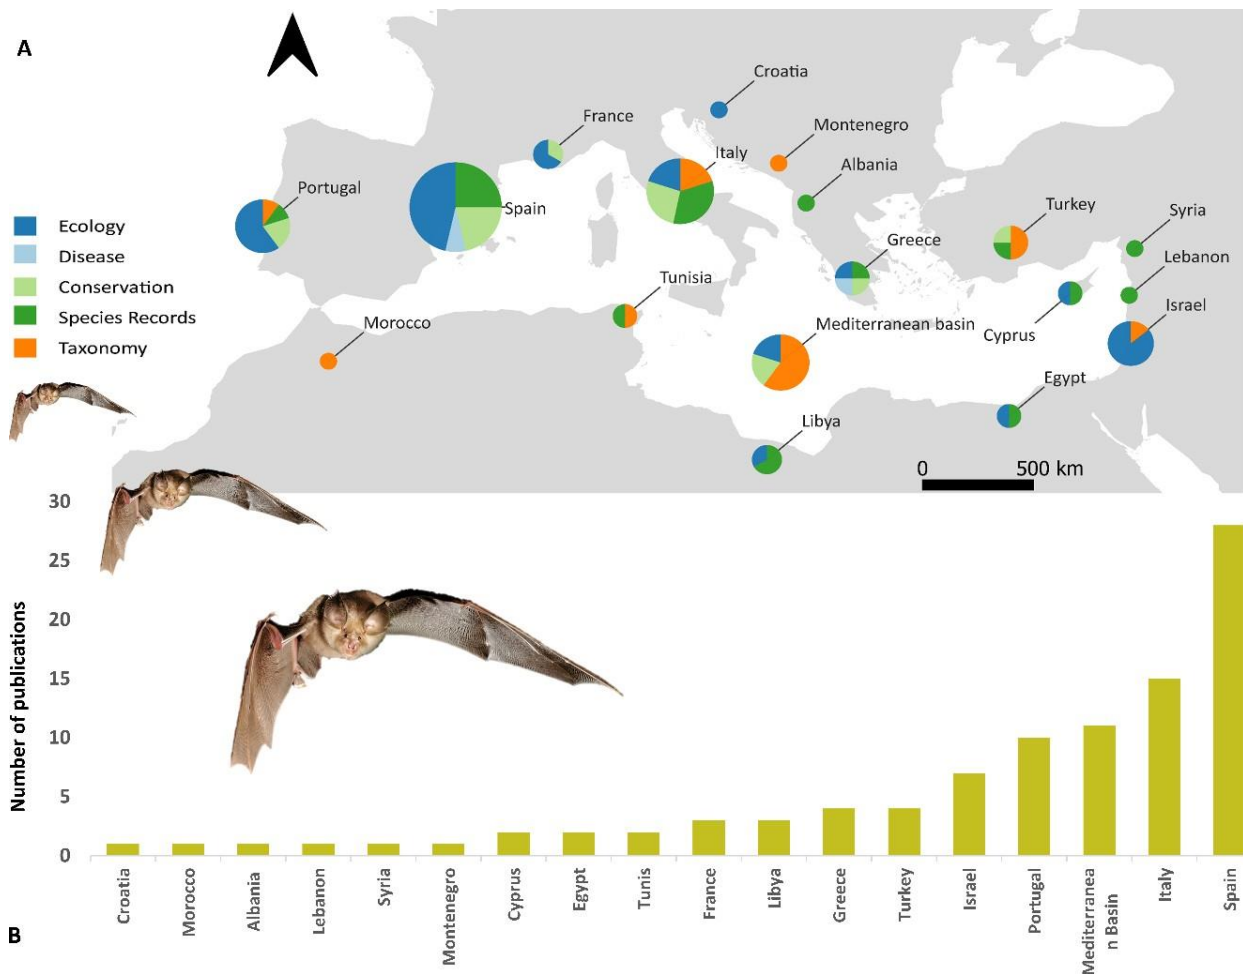 A
Croatia
France
Montenegro
Italy
Albania
Portugal
Spain
Turkey
Syria
Ecology
Greece
Lebanon
Disease
Tunisia
Conservation
Israel
Species Records
Morocco
Mediterranean basin
Cyprus
Taxonomy
Egypt
Libya
0 500 km
Number of publications
30
25
20
15
10
5
0
Croatia
Morocco
Albania
Lebanon
Syria
Montenegro
Cyprus
Egypt
Tunis
France
Libya
Greece
Turkey
Israel
Portugal
Mediterranea
n Basin
Italy
Spain
B